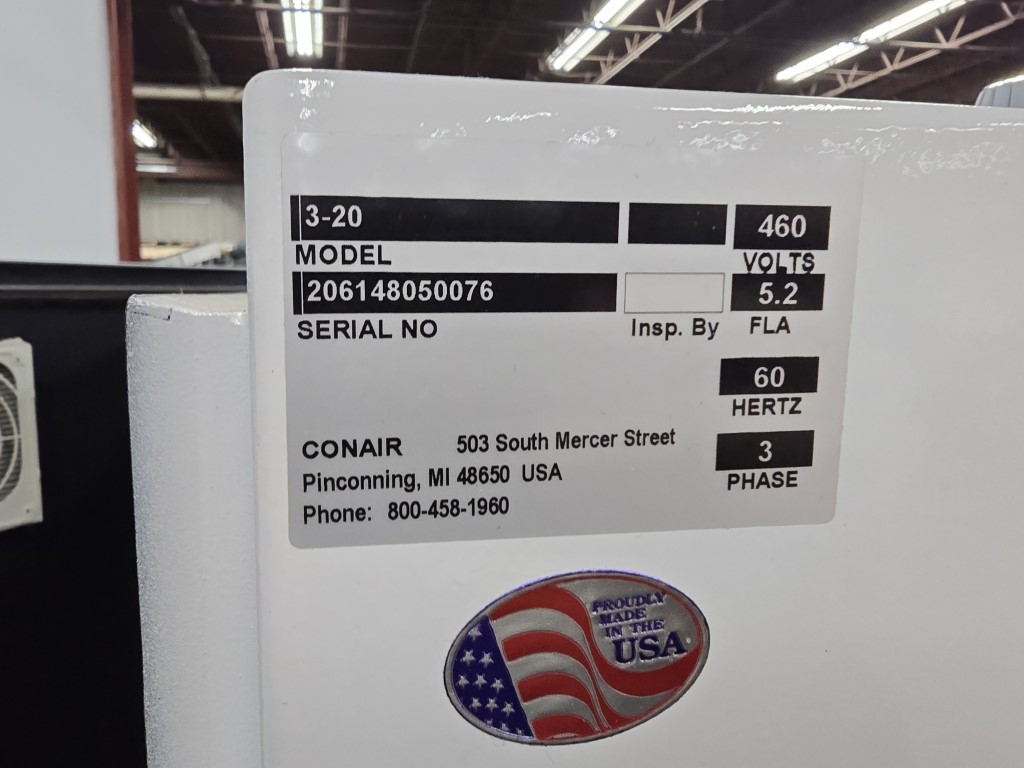 3-20 460
MODEL VOLTS
206148050076 5.2
SERIAL NO Insp. By FLA
60
HERTZ
CONAIR 503 South Mercer Street 3
Pinconning, MI 48650 USA PHASE
Phone: 800-458-1960
PROUDLY
MADE
IN THE
USA